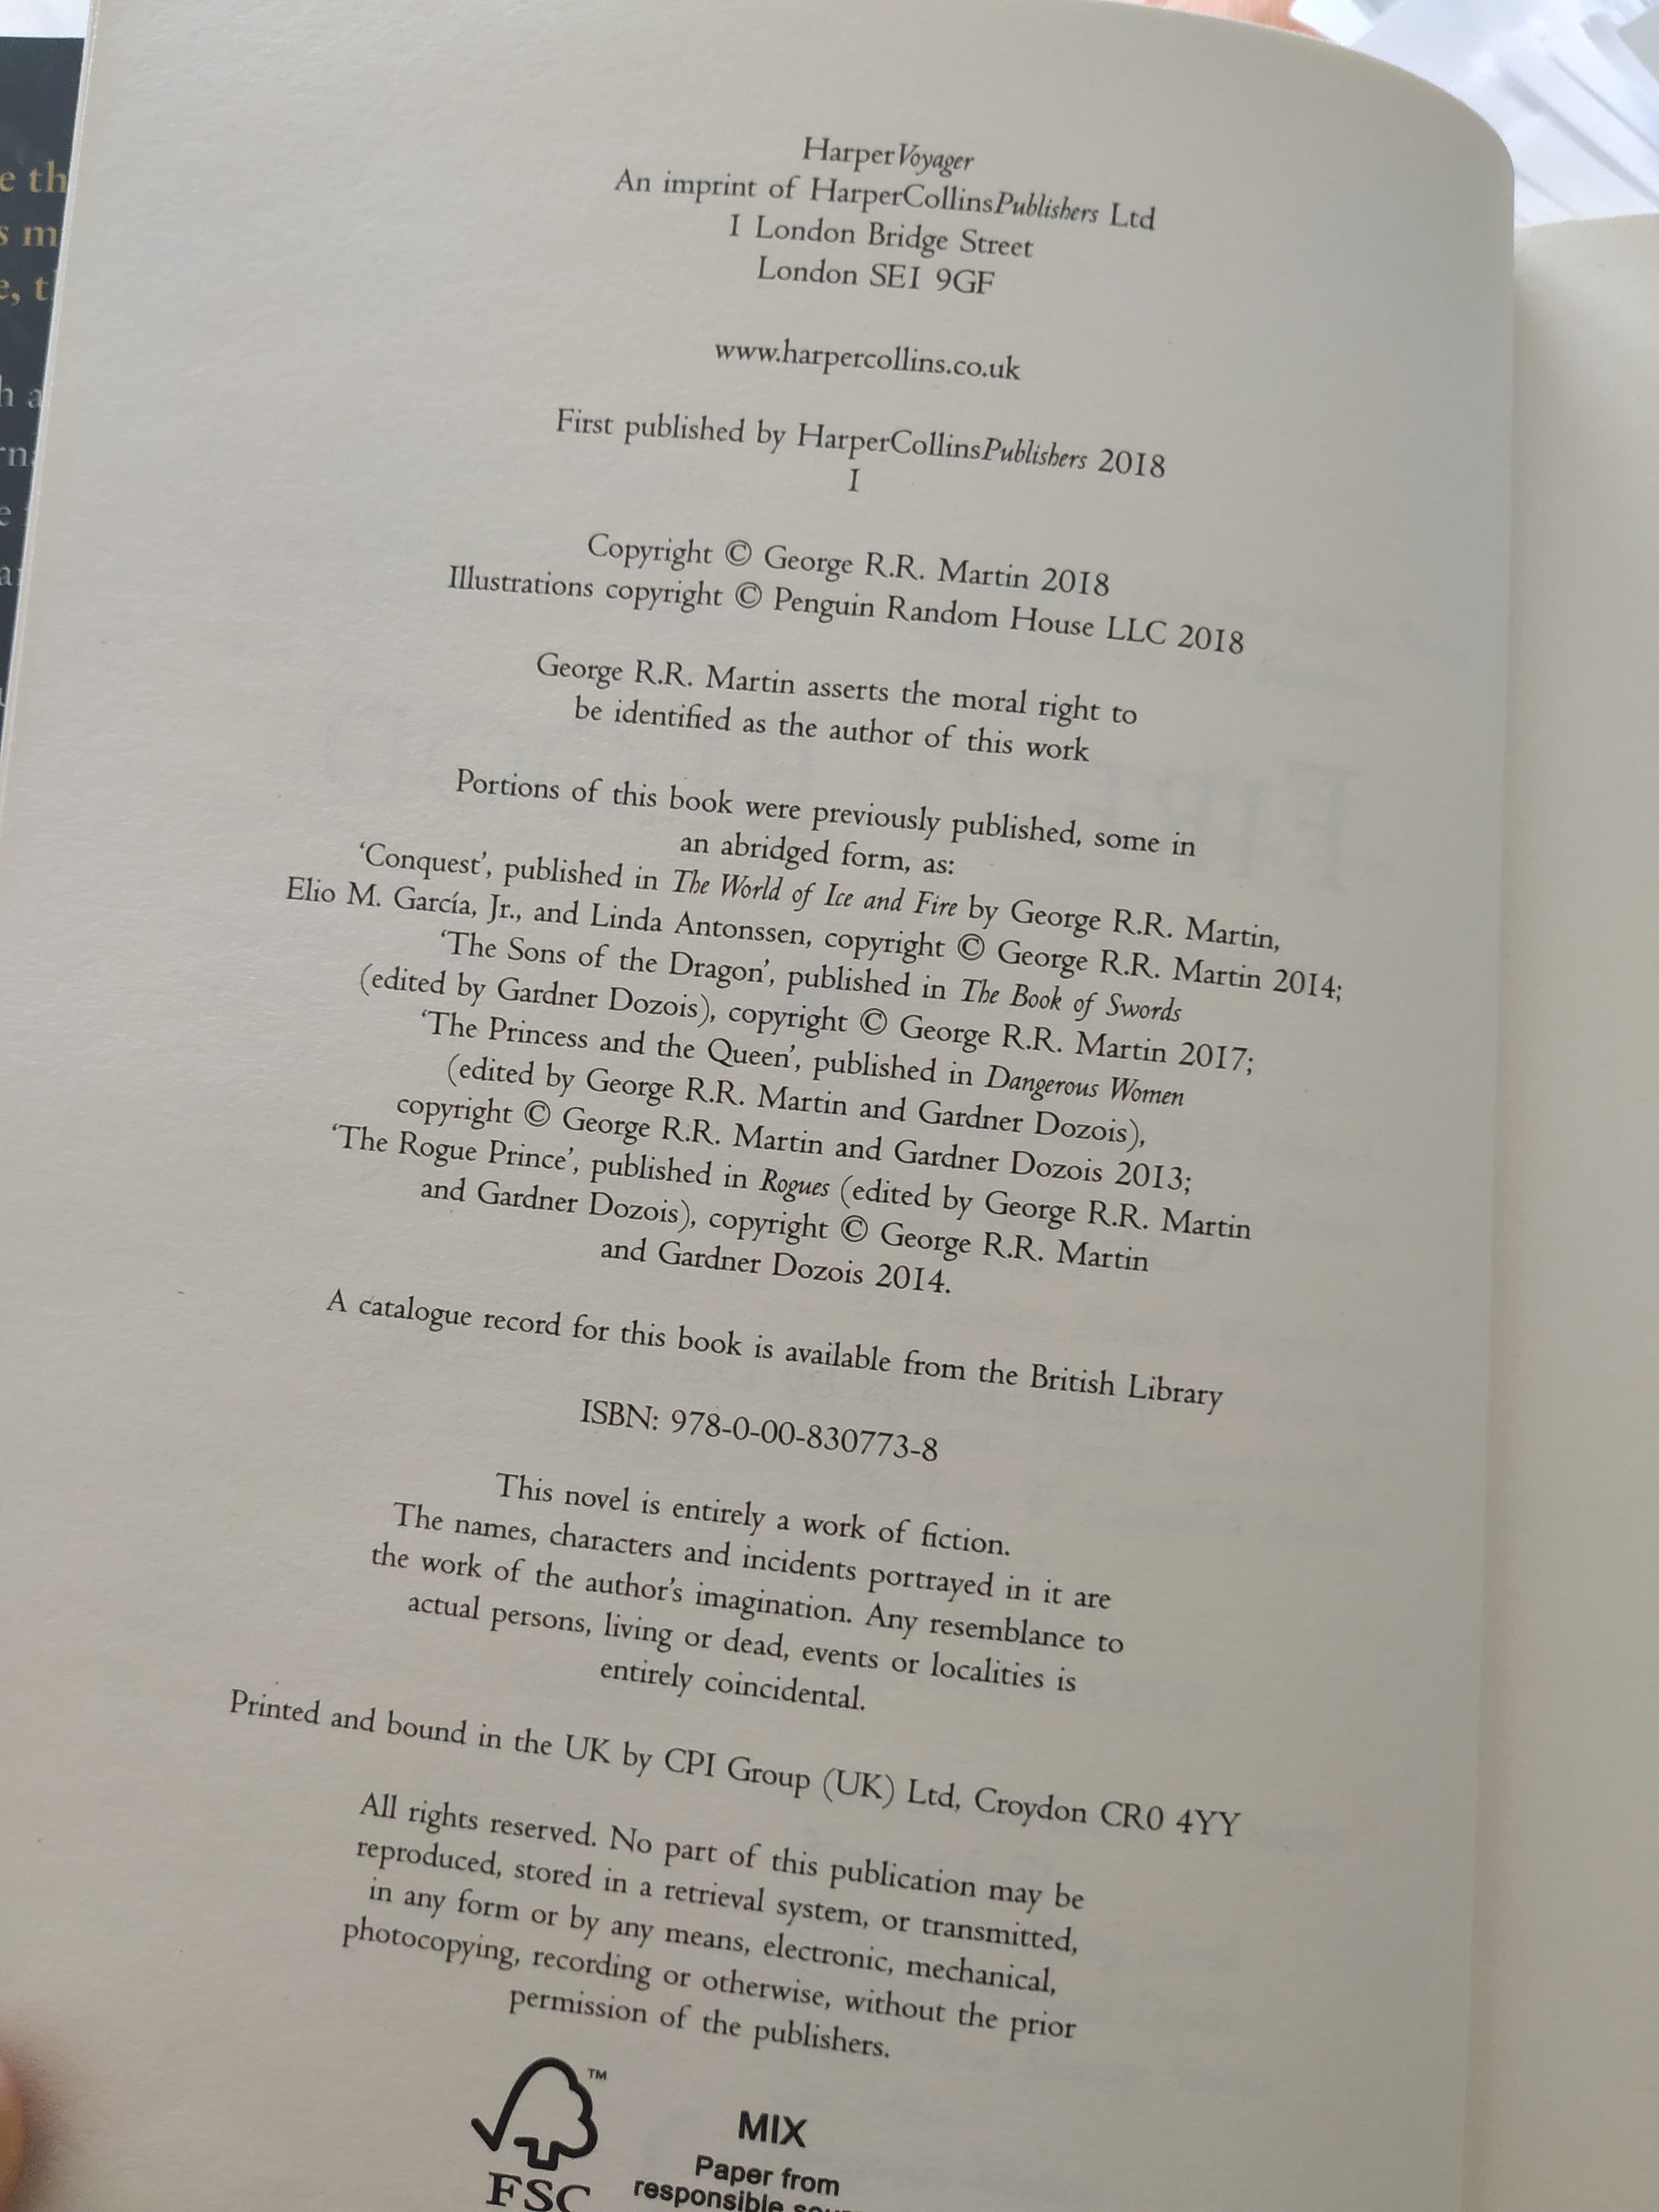 HarperVoyager
An imprint of HarperCollinsPublishers Ltd
1 London Bridge Street
London SE1 9GF
www.harpercollins.co.uk
First published by HarperCollinsPublishers 2018
1
Copyright © George R.R. Martin 2018
Illustrations copyright © Penguin Random House LLC 2018
George R.R. Martin asserts the moral right to
be identified as the author of this work
Portions of this book were previously published, some in
an abridged form, as:
‘Conquest’, published in The World of Ice and Fire by George R.R. Martin,
Elio M. García, Jr., and Linda Antonssen, copyright © George R.R. Martin 2014;
‘The Sons of the Dragon’, published in The Book of Swords
(edited by Gardner Dozois), copyright © George R.R. Martin 2017;
‘The Princess and the Queen’, published in Dangerous Women
(edited by George R.R. Martin and Gardner Dozois),
copyright © George R.R. Martin and Gardner Dozois 2013;
‘The Rogue Prince’, published in Rogues (edited by George R.R. Martin
and Gardner Dozois), copyright © George R.R. Martin
and Gardner Dozois 2014.
A catalogue record for this book is available from the British Library
ISBN: 978-0-00-830773-8
This novel is entirely a work of fiction.
The names, characters and incidents portrayed in it are
the work of the author’s imagination. Any resemblance to
actual persons, living or dead, events or localities is
entirely coincidental.
Printed and bound in the UK by CPI Group (UK) Ltd, Croydon CR0 4YY
All rights reserved. No part of this publication may be
reproduced, stored in a retrieval system, or transmitted,
in any form or by any means, electronic, mechanical,
photocopying, recording or otherwise, without the prior
permission of the publishers.
™
FSC
MIX
Paper from
responsible